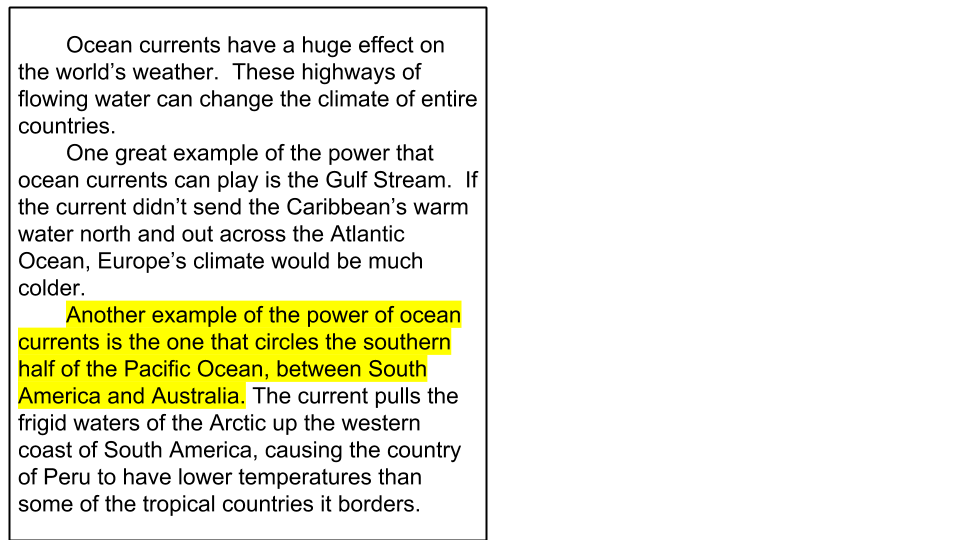 Ocean currents have a huge effect on
the world’s weather.  These highways of
flowing water can change the climate of entire
countries.
One great example of the power that
ocean currents can play is the Gulf Stream.  If
the current didn’t send the Caribbean’s warm
water north and out across the Atlantic
Ocean, Europe’s climate would be much
colder.
Another example of the power of ocean
currents is the one that circles the southern
half of the Pacific Ocean, between South
America and Australia. The current pulls the
frigid waters of the Arctic up the western
coast of South America, causing the country
of Peru to have lower temperatures than
some of the tropical countries it borders.